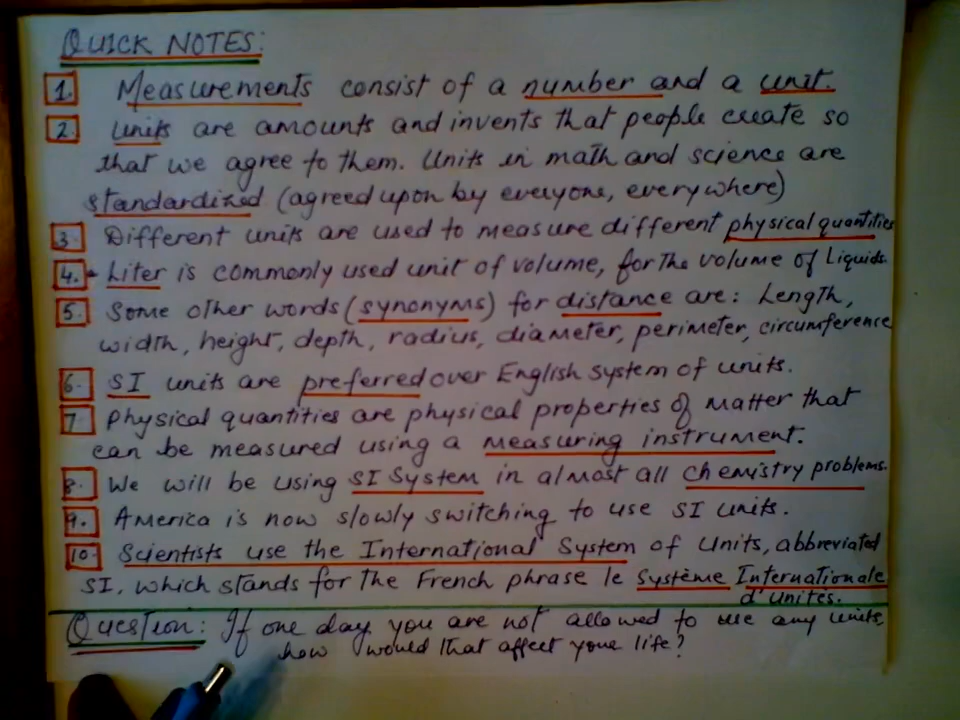 QUICK NOTES:
1. Measurements consist of a number and a unit.
2. Units are amounts and invents that people create so
that we agree to them. Units in math and science are
standardized (agreed upon by everyone, everywhere)
3. Different units are used to measure different physical quantities
4. Liter is commonly used unit of volume, for the volume of Liquids.
5. Some other words (synonyms) for distance are: Length,
width, height, depth, radius, diameter, perimeter, circumference
6. SI units are preferred over English system of units.
7. Physical quantities are physical properties of matter that
can be measured using a measuring instrument.
8. We will be using SI System in almost all chemistry problems.
9. America is now slowly switching to use SI units.
10. Scientists use the International System of Units, abbreviated
SI, which stands for the French phrase le Système Internationale
d'Unites.
Question: If one day you are not allowed to use any units,
how would that affect your life?